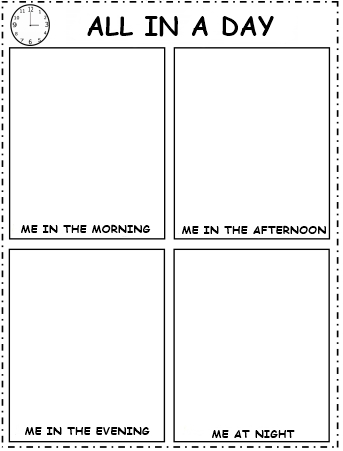 ALL IN A DAY
ME IN THE MORNING
ME IN THE AFTERNOON
ME IN THE EVENING
ME AT NIGHT